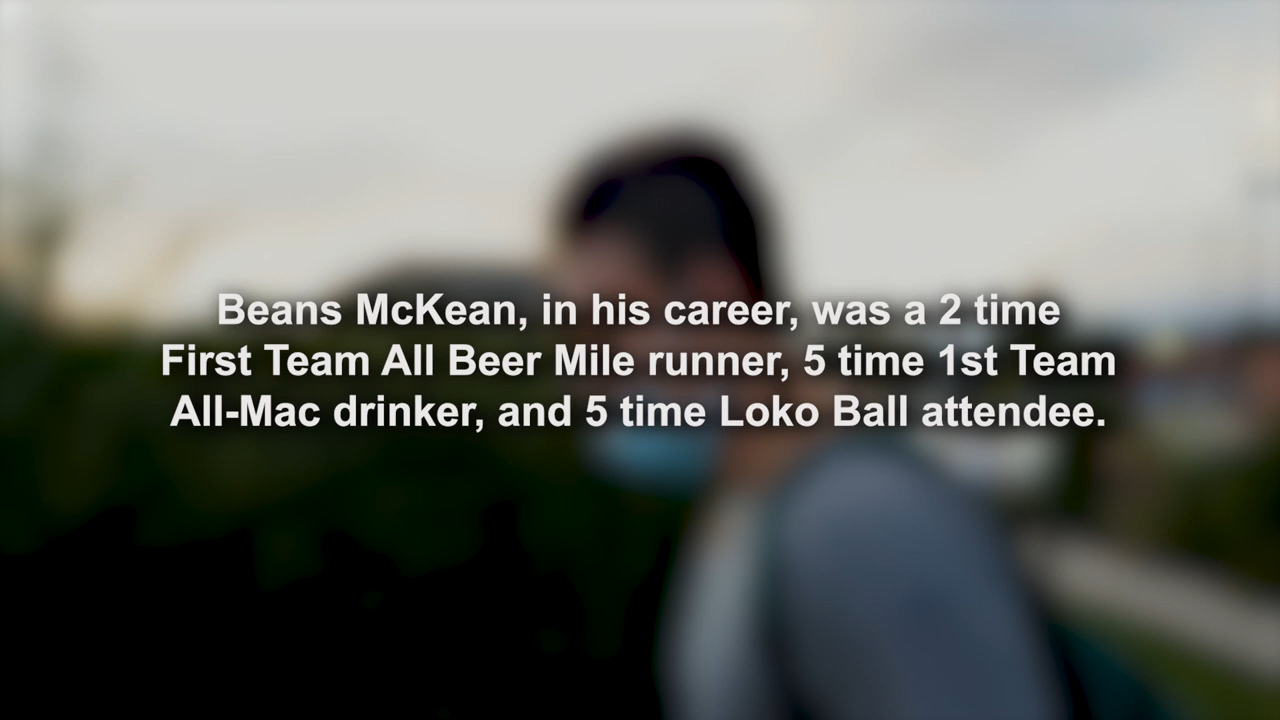 Beans McKean, in his career, was a 2 time
First Team All Beer Mile runner, 5 time 1st Team
All-Mac drinker, and 5 time Loko Ball attendee.